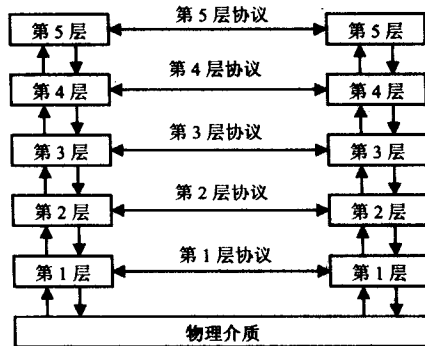 第5层 第5层协议 第5层
第4层 第4层协议 第4层
第3层 第3层协议 第3层
第2层 第2层协议 第2层
第1层 第1层协议 第1层
物理介质